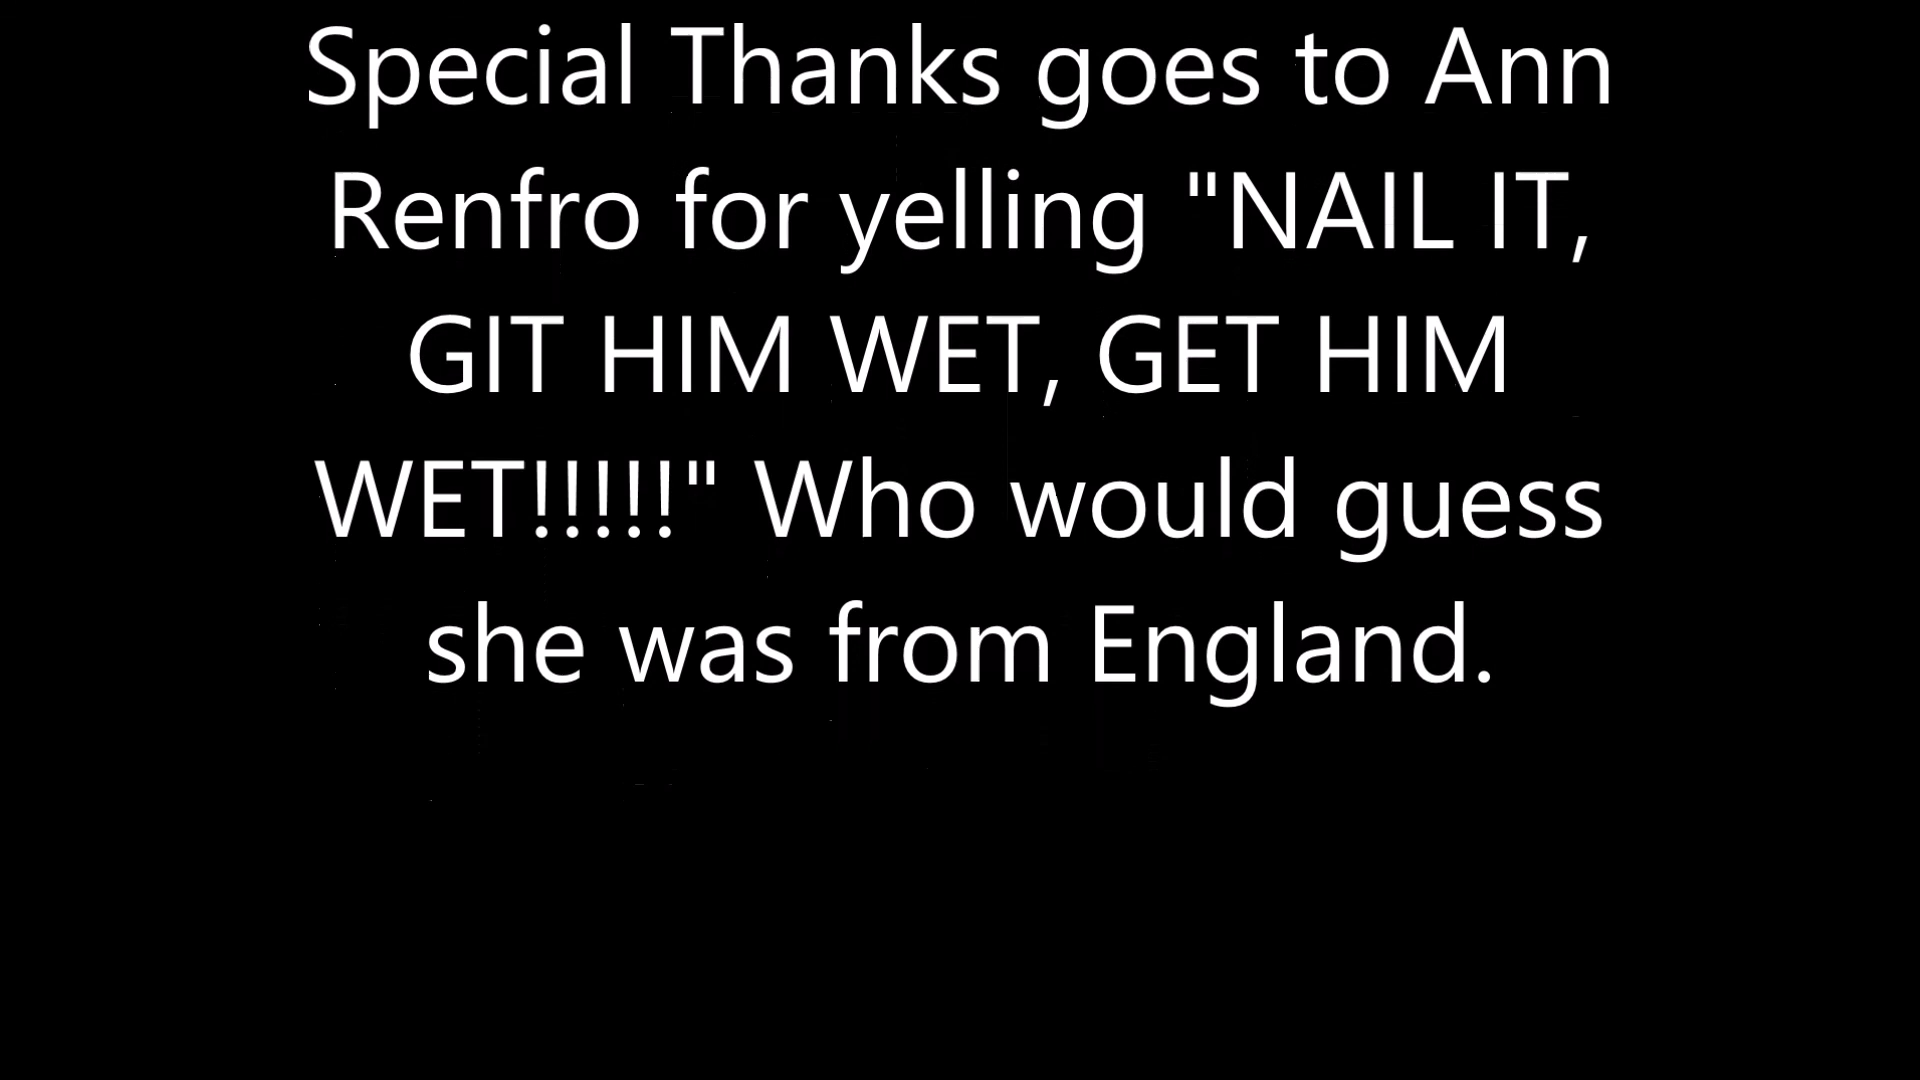 Special Thanks goes to Ann
Renfro for yelling "NAIL IT,
GIT HIM WET, GET HIM
WET!!!!!" Who would guess
she was from England.